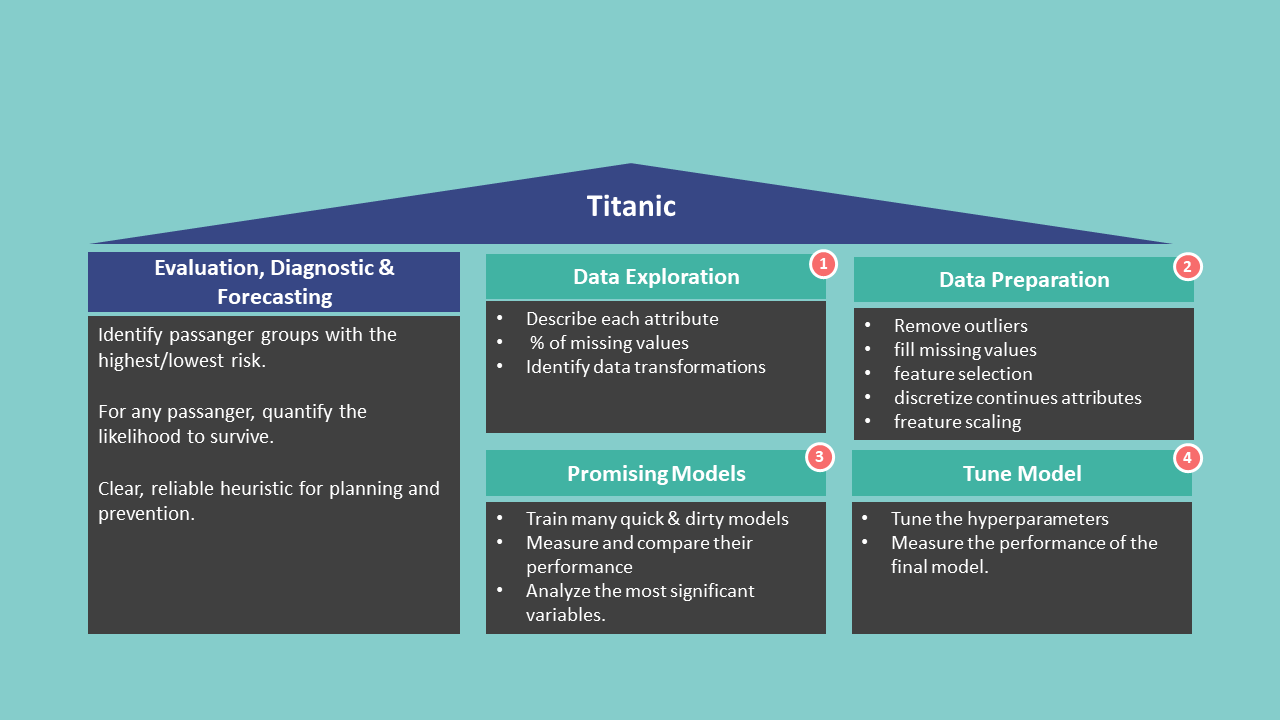 Titanic
Evaluation, Diagnostic &
Forecasting
Identify passanger groups with the
highest/lowest risk.
For any passanger, quantify the
likelihood to survive.
Clear, reliable heuristic for planning and
prevention.
Data Exploration
1
• Describe each attribute
• % of missing values
• Identify data transformations
Data Preparation
2
• Remove outliers
• fill missing values
• feature selection
• discretize continues attributes
• freature scaling
Promising Models
3
• Train many quick & dirty models
• Measure and compare their
performance
• Analyze the most significant
variables.
Tune Model
4
• Tune the hyperparameters
• Measure the performance of the
final model.